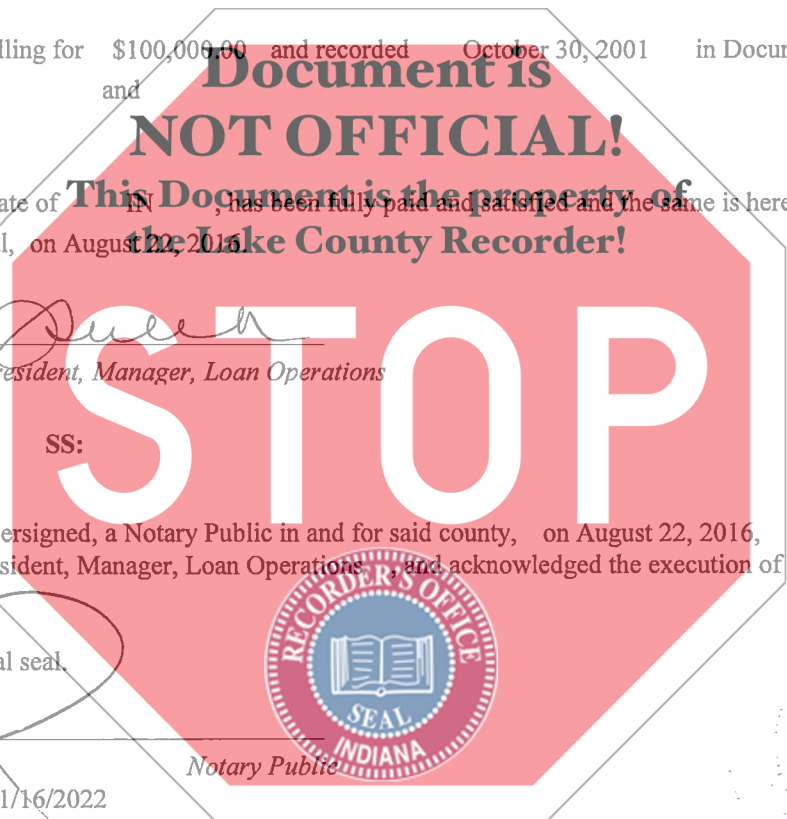 lling for $100,000.00 and recorded October 30, 2001 in Docur
Document is
and
NOT OFFICIAL!
ate of IN , has been fully paid and satisfied and the same is here
This Document is the property of
l, on August 22, 2016.
the Lake County Recorder!
resident, Manager, Loan Operations
STOP
SS:
ersigned, a Notary Public in and for said county, on August 22, 2016,
sident, Manager, Loan Operations , and acknowledged the execution of
RECORDER'S OFFICE
al seal.
SEAL
INDIANA
Notary Public
1/16/2022